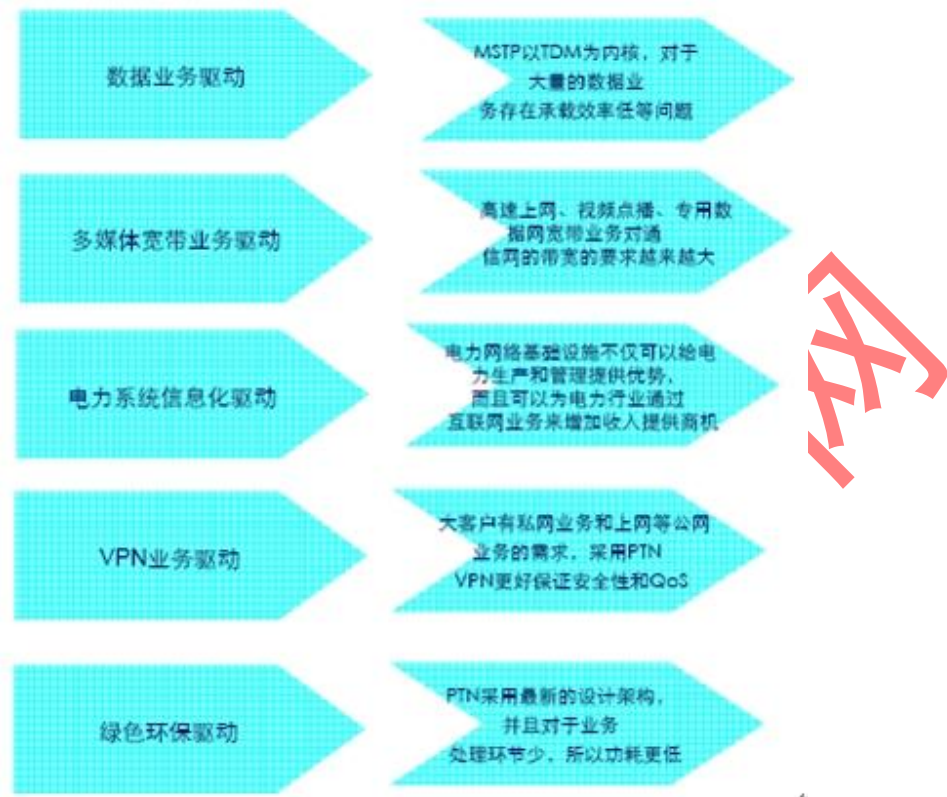 数据业务驱动
MSTP以TDM为内核，对于
大量的数据业
务存在承载效率低等问题
多媒体宽带业务驱动
高速上网、视频点播、专用数
据网宽带业务对通
信网的带宽的要求越来越大
电力系统信息化驱动
电力网络基础设施不仅可以给电
力生产和管理提供优势，
而且可以为电力行业通过
互联网业务来增加收入提供商机
网
VPN业务驱动
大客户有私网业务和上网等公网
业务的需求，采用PTN
VPN更好保证安全性和QoS
绿色环保驱动
PTN采用最新的设计架构，
并且对于业务
处理环节少，所以功耗更低